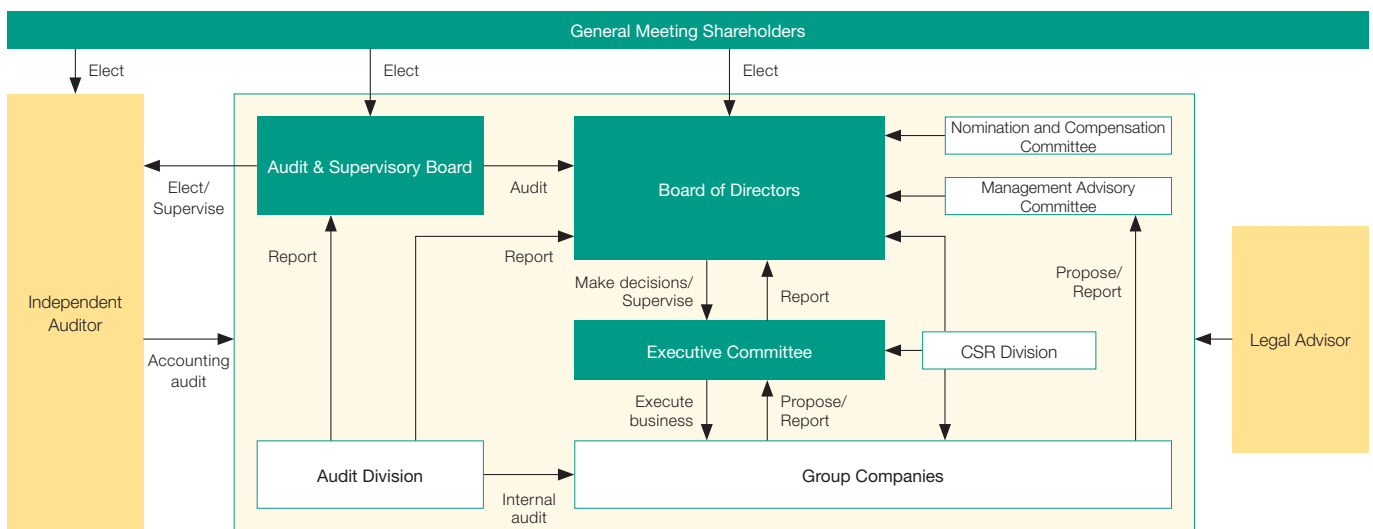 General Meeting Shareholders
Elect
Elect
Elect
Audit & Supervisory Board
Board of Directors
Nomination and Compensation
Committee
Management Advisory
Committee
Elect/
Supervise
Audit
Report
Report
Make decisions/
Supervise
Report
Propose/
Report
Independent
Auditor
Accounting
audit
Executive Committee
CSR Division
Legal Advisor
Execute
business
Propose/
Report
Audit Division
Internal
audit
Group Companies